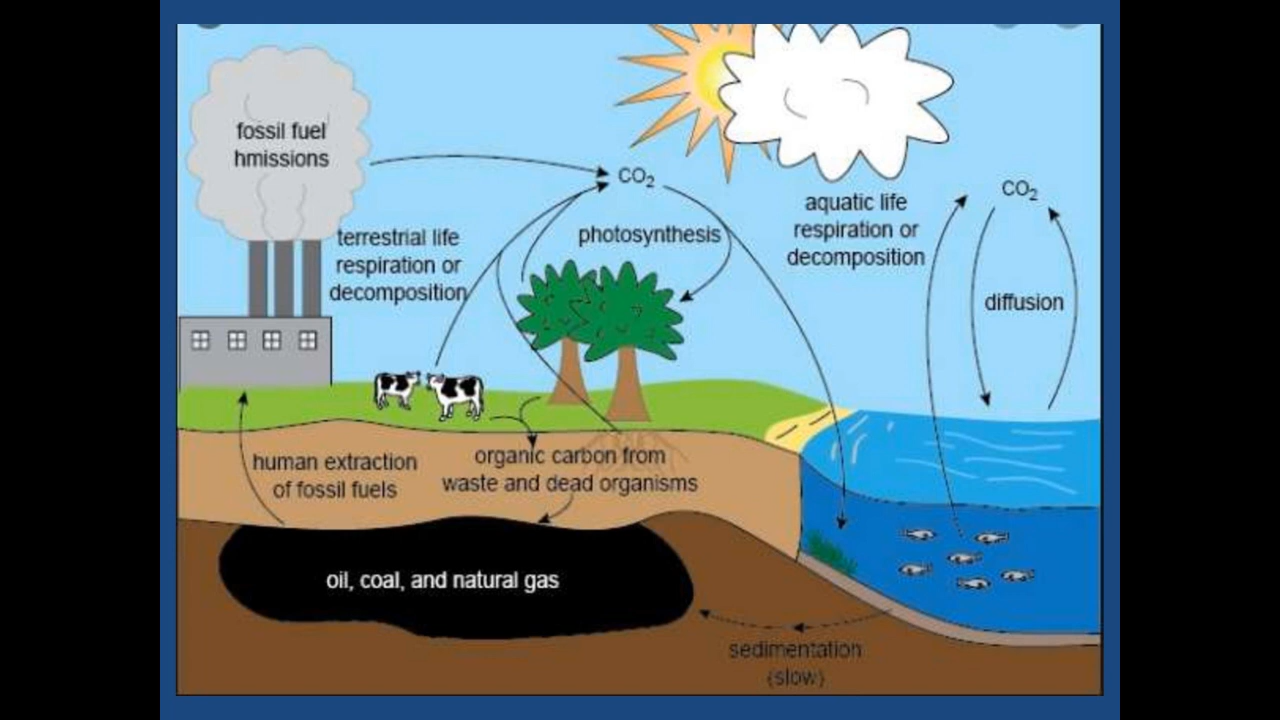 fossil fuel
hmissions
CO₂
terrestrial life
respiration or
decomposition
photosynthesis
aquatic life
respiration or
decomposition
CO₂
diffusion
human extraction
of fossil fuels
organic carbon from
waste and dead organisms
oil, coal, and natural gas
sedimentation
(slow)